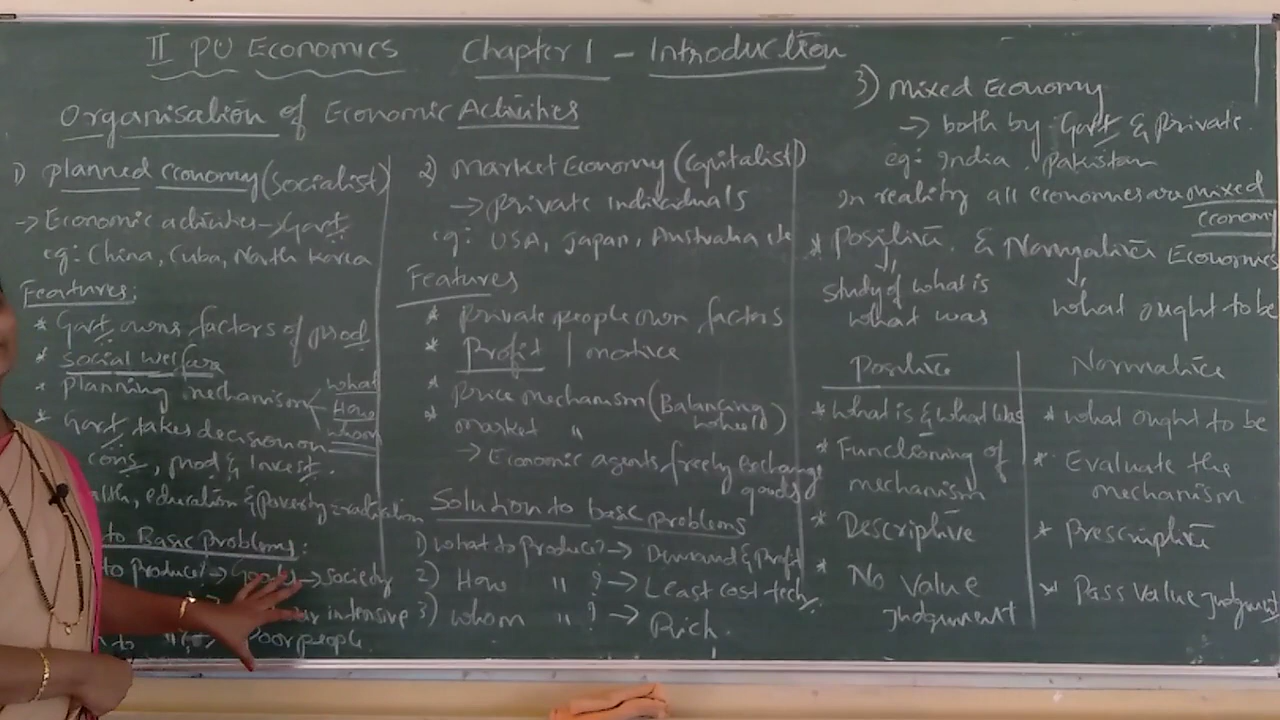 II PU Economics Chapter 1 - Introduction
Organisation of Economic Activities
1) planned economy (socialist)
-> Economic activities -> Govt
eg: China, Cuba, North Korea
Features:
* Govt owns factors of prod
* social welfare
* planning mechanism < what
How
whom
* Govt takes decision on
cons, prod & Invest.
alth, education & poverty eradication
to Basic problems:
to produce? -> Goods -> society
intensive
to " ? -> poor people.
2) Market Economy (capitalist)
-> private individuals
eg: USA, Japan, Australia etc
Features
* private people own factors
* Profit | motive
* price mechanism (Balancing
wheels)
* market "
-> Economic agents freely exchange
goods
Solution to basic problems
1) what to produce? -> Demand & Profit
2) How " ? -> Least cost tech.
3) whom " ? -> Rich.
3) Mixed Economy
-> both by Govt & private.
eg: India, Pakistan
In reality all economies are mixed
economy
* Positive & Normative Economics
study of what is
what was
what ought to be
Positive
* what is & what was
* Functioning of
mechanism
* Descriptive
* No value
judgement
Normative
* what ought to be
* Evaluate the
mechanism
* Prescriptive
* Pass value judgment